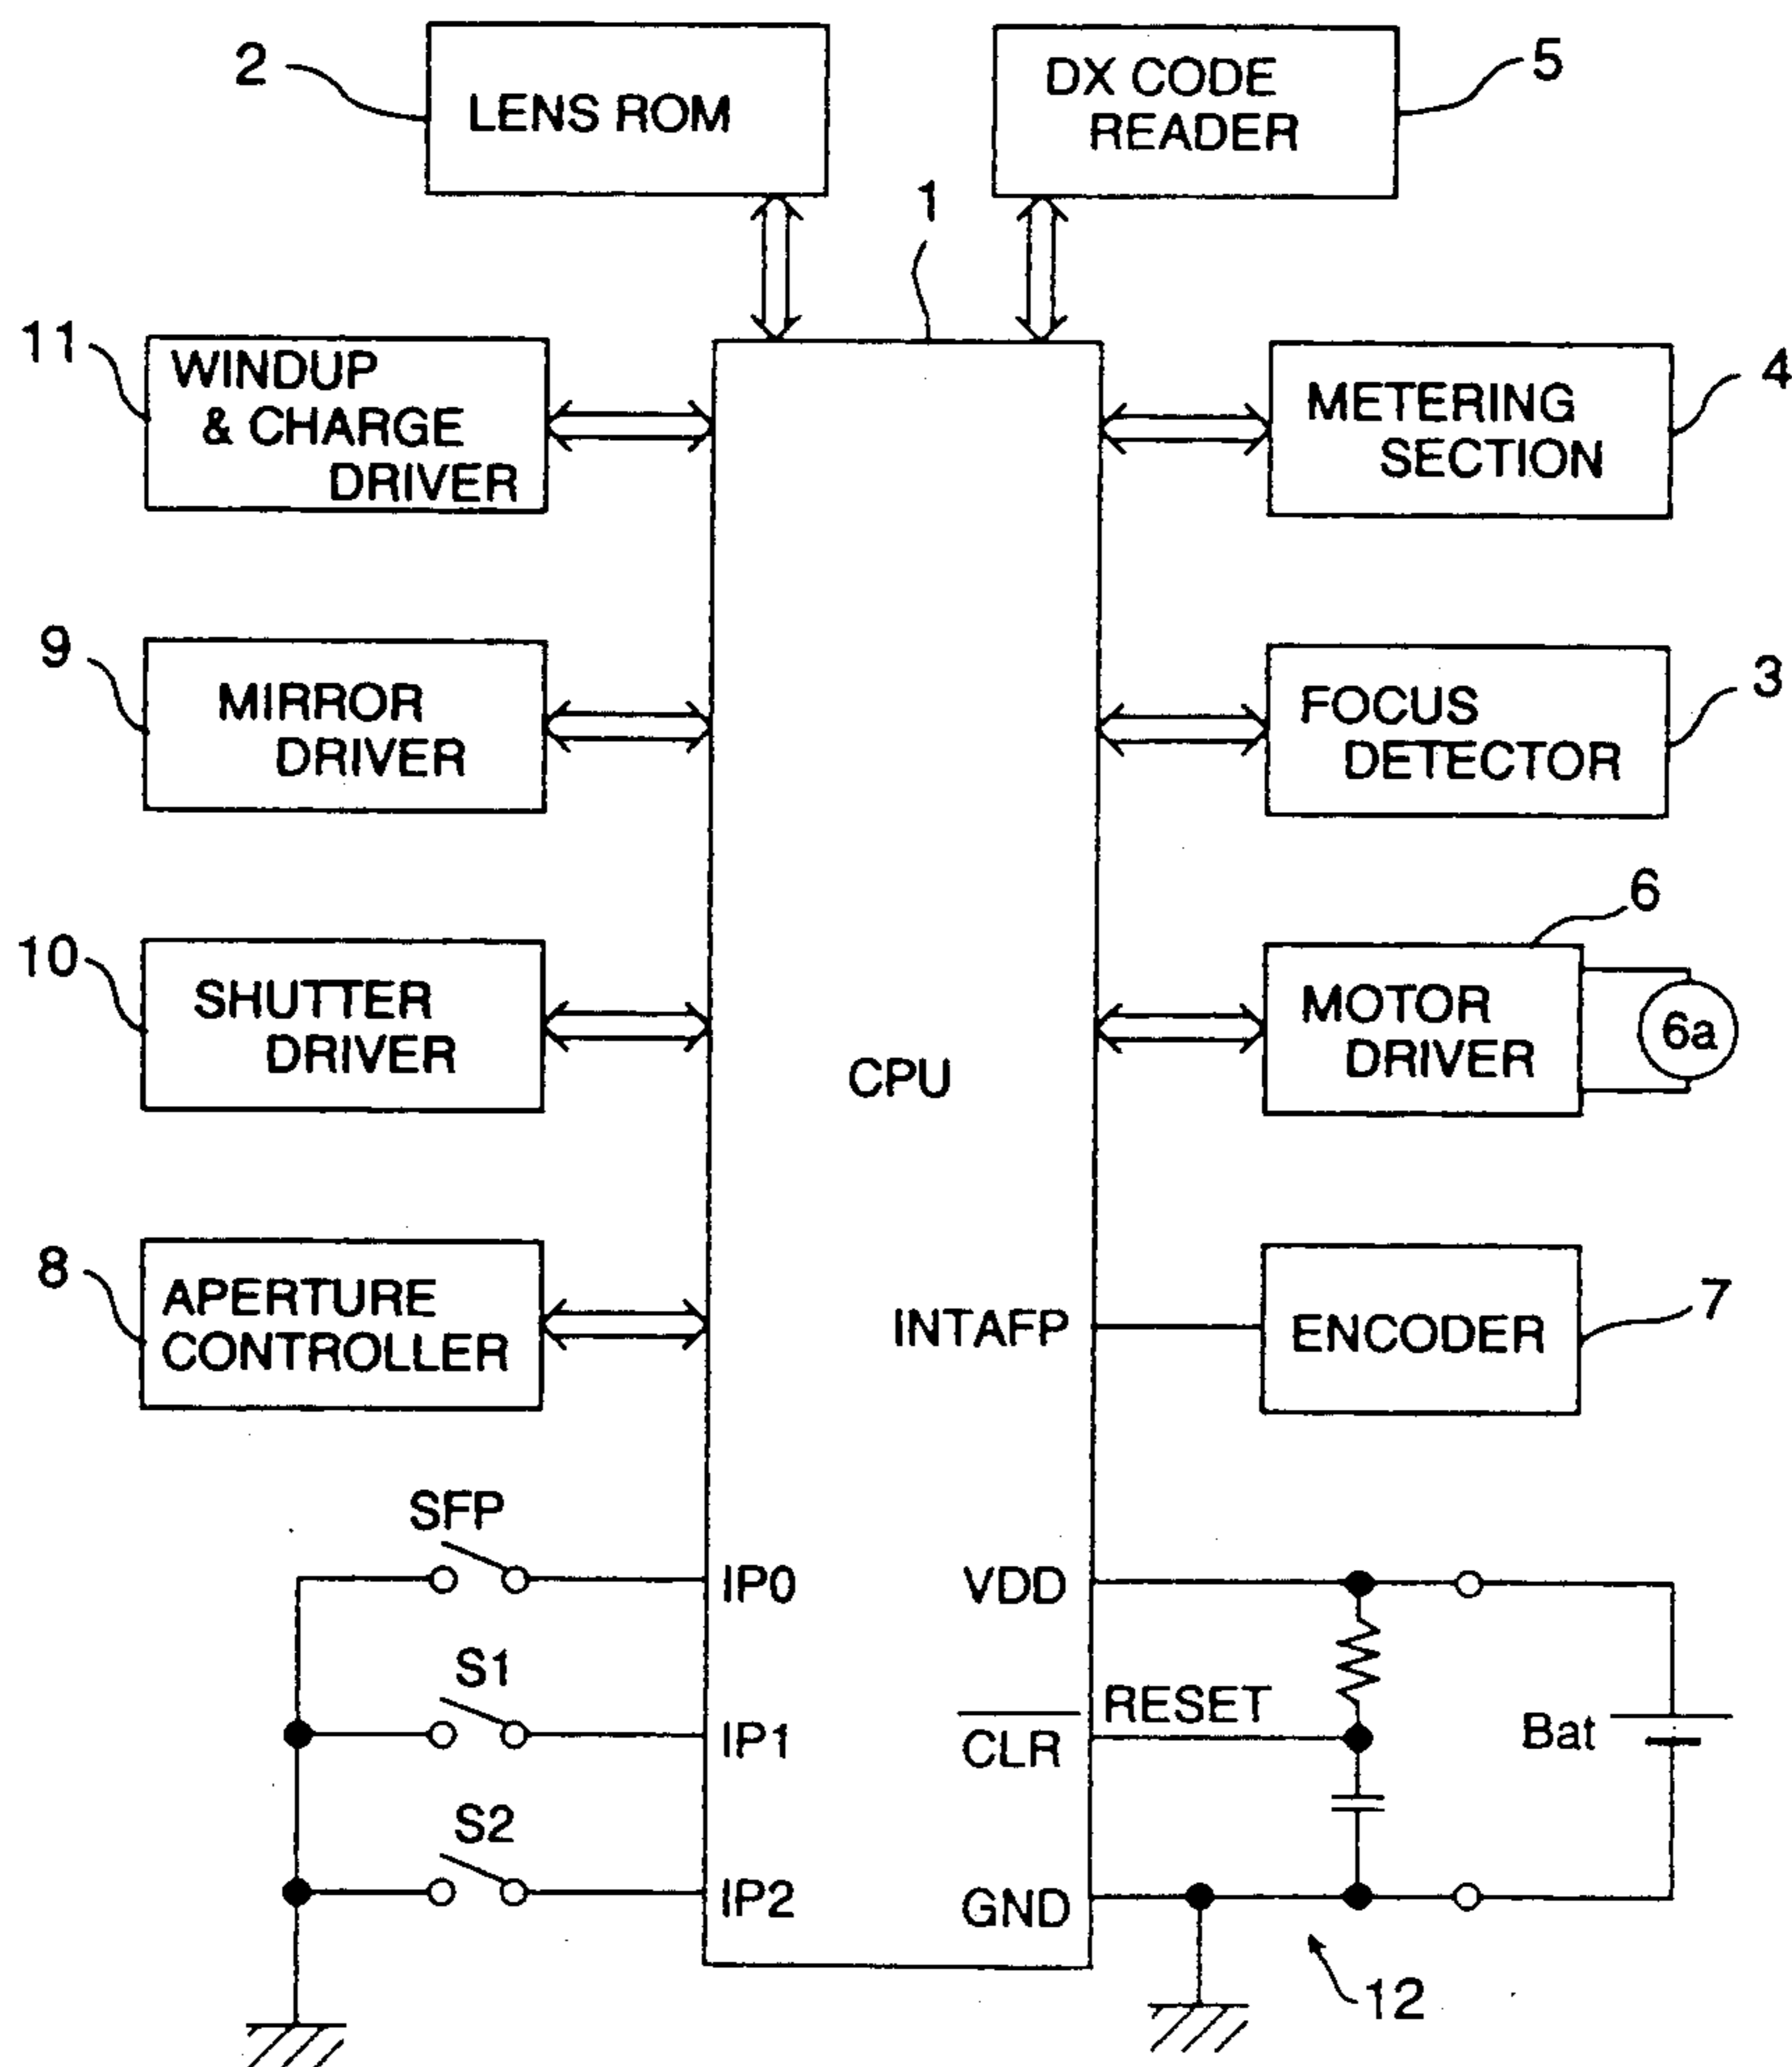 2
LENS ROM
DX CODE
READER
5
1
11
WINDUP
& CHARGE
DRIVER
METERING
SECTION
4
9
MIRROR
DRIVER
FOCUS
DETECTOR
3
10
SHUTTER
DRIVER
CPU
6
MOTOR
DRIVER
6a
8
APERTURE
CONTROLLER
INTAFP
ENCODER
7
SFP
IP0
VDD
S1
IP1
RESET
CLR
Bat
S2
IP2
GND
12